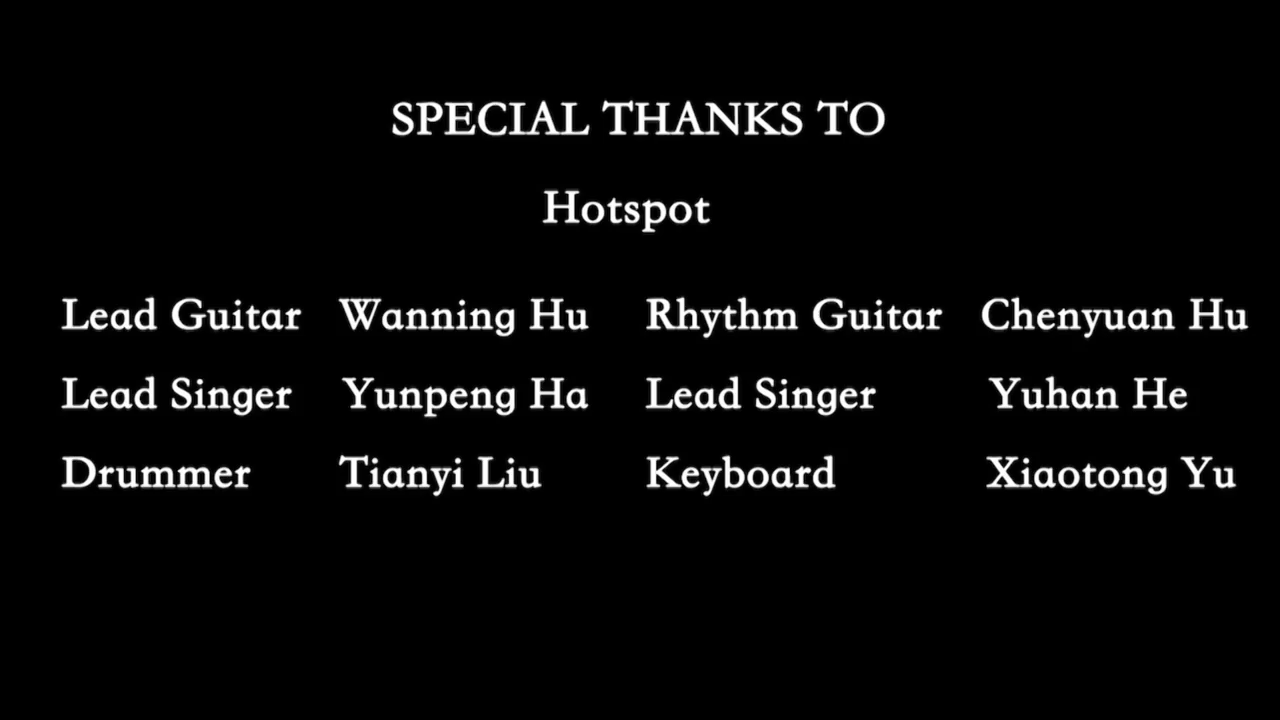 SPECIAL THANKS TO
Hotspot
Lead Guitar Wanning Hu Rhythm Guitar Chenyuan Hu
Lead Singer Yunpeng Ha Lead Singer Yuhan He
Drummer Tianyi Liu Keyboard Xiaotong Yu